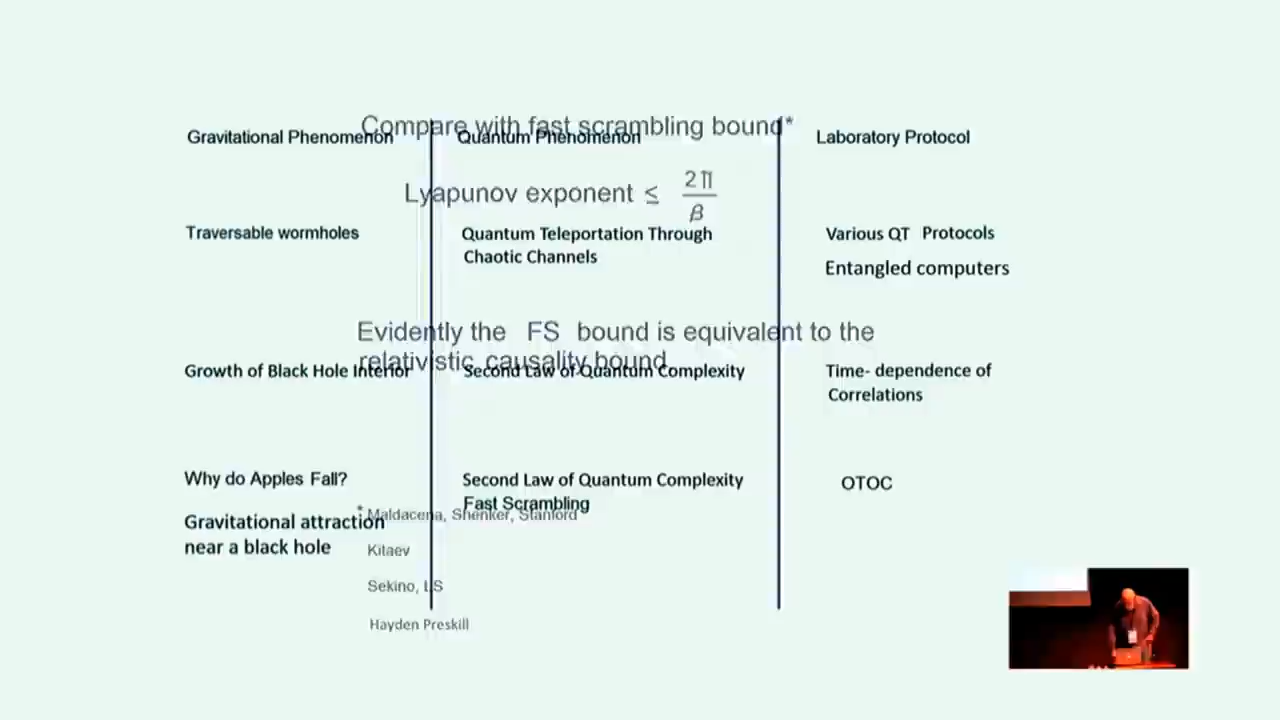 Compare with fast scrambling bound*
Gravitational Phenomenon
Quantum Phenomenon
Laboratory Protocol
Lyapunov exponent ≤ 2π/β
Traversable wormholes
Quantum Teleportation Through
Chaotic Channels
Various QT Protocols
Entangled computers
Evidently the FS bound is equivalent to the
relativistic causality bound
Growth of Black Hole Interior
Second Law of Quantum Complexity
Time- dependence of
Correlations
Why do Apples Fall?
Second Law of Quantum Complexity
Fast Scrambling
OTOC
Gravitational attraction
near a black hole
* Maldacena, Shenker, Stanford
Kitaev
Sekino, LS
Hayden Preskill